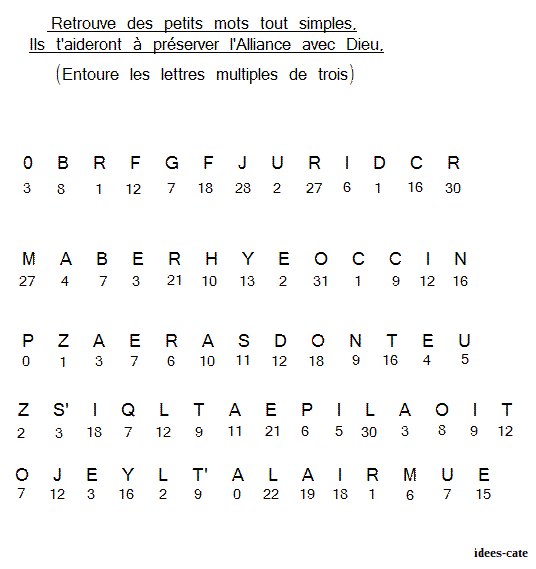 Retrouve des petits mots tout simples,
Ils t'aideront à préserver l'Alliance avec Dieu,
(Entoure les lettres multiples de trois)
0 B R F G F J U R I D C R
3 8 1 12 7 18 28 2 27 6 1 16 30
M A B E R H Y E O C C I N
27 4 7 3 21 10 13 2 31 1 9 12 16
P Z A E R A S D O N T E U
0 1 3 7 6 10 11 12 18 9 16 4 5
Z S' I Q L T A E P I L A O I T
2 3 18 7 12 9 11 21 6 5 30 3 8 9 12
O J E Y L T' A L A I R M U E
7 12 3 16 2 9 0 22 19 18 1 6 7 15
idees-cate